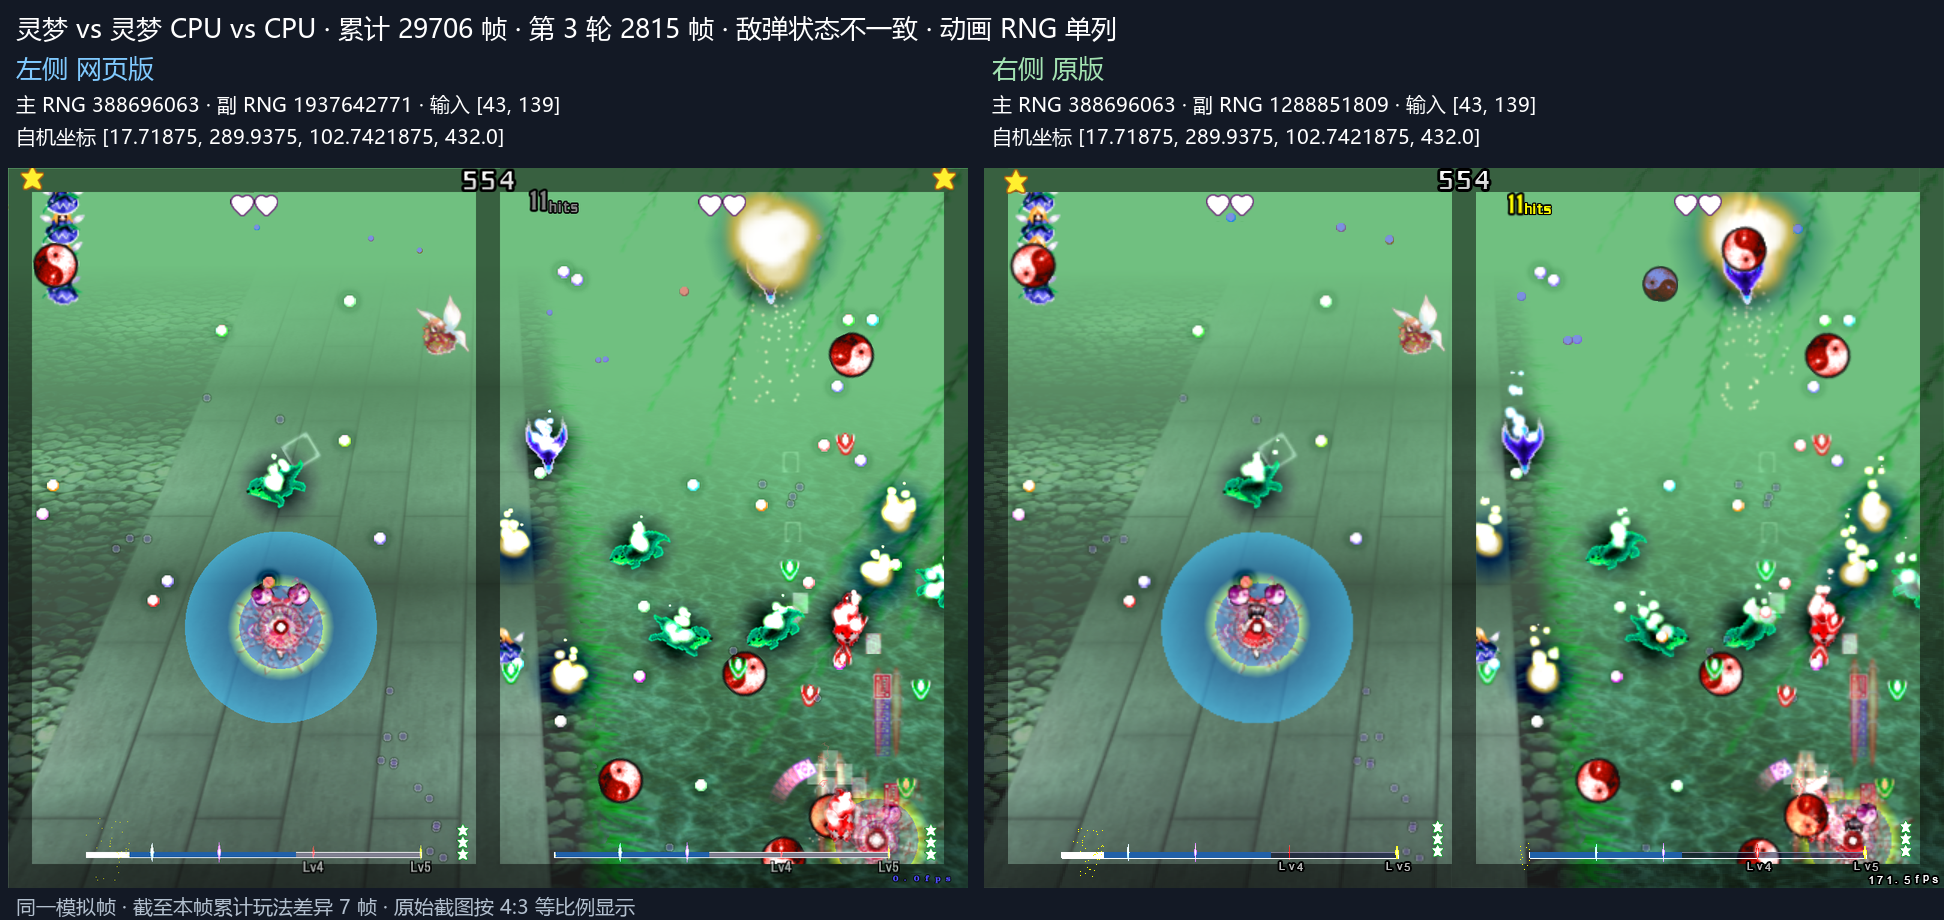 灵梦 vs 灵梦 CPU vs CPU · 累计 29706 帧 · 第 3 轮 2815 帧 · 敌弹状态不一致 · 动画 RNG 单列
左侧 网页版
主 RNG 388696063 · 副 RNG 1937642771 · 输入 [43, 139]
自机坐标 [17.71875, 289.9375, 102.7421875, 432.0]
右侧 原版
主 RNG 388696063 · 副 RNG 1288851809 · 输入 [43, 139]
自机坐标 [17.71875, 289.9375, 102.7421875, 432.0]
554
11hits
Lv4
Lv5
Lv4
Lv5
0.0fps
554
11hits
Lv4
Lv5
Lv4
Lv5
171.5fps
同一模拟帧 · 截至本帧累计玩法差异 7 帧 · 原始截图按 4:3 等比例显示